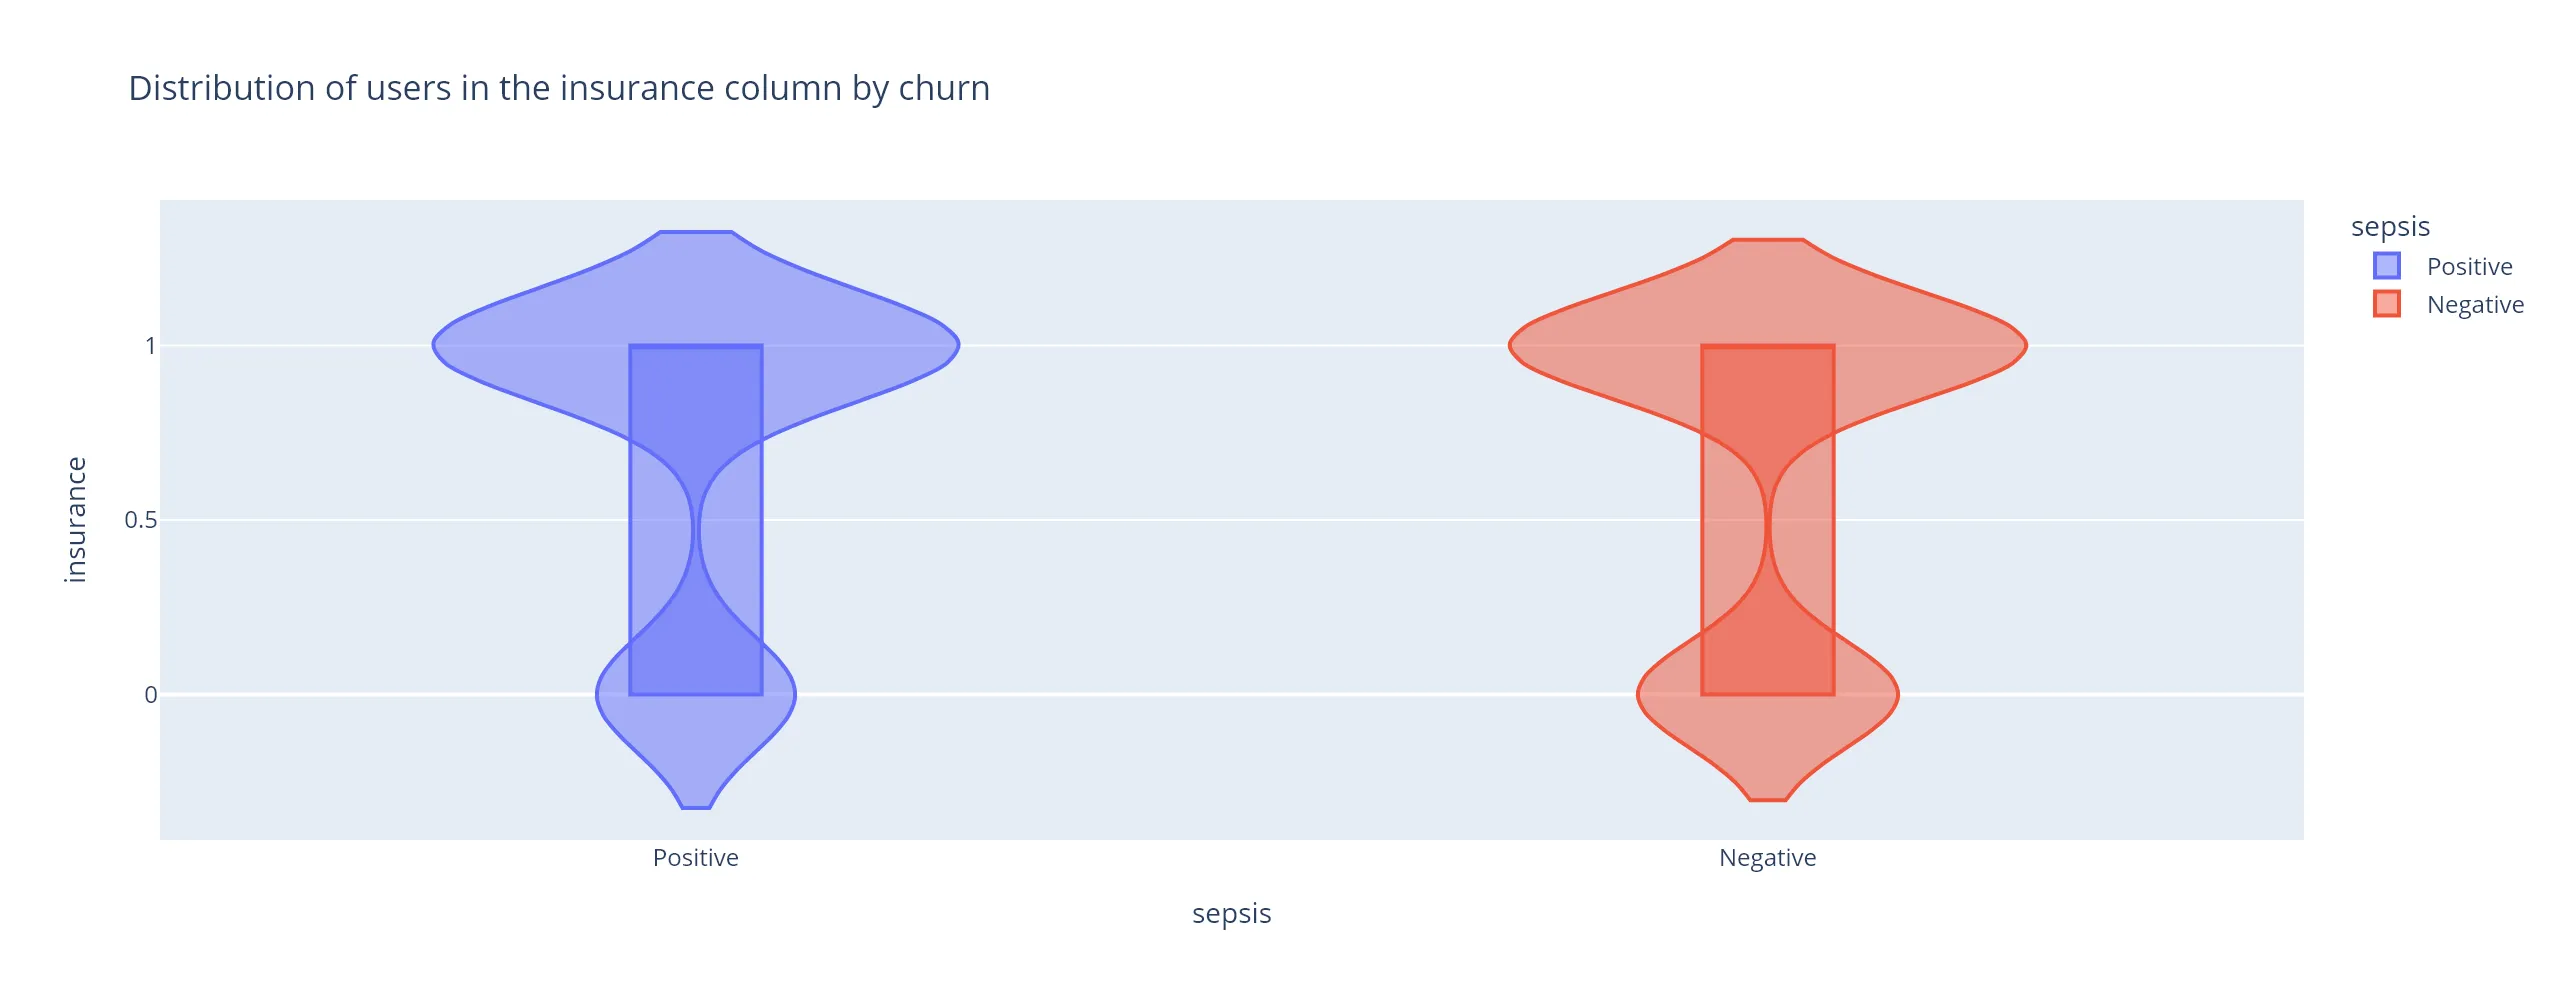 Distribution of users in the insurance column by churn
sepsis
Positive
Negative
1
0.5
0
insurance
Positive
Negative
sepsis